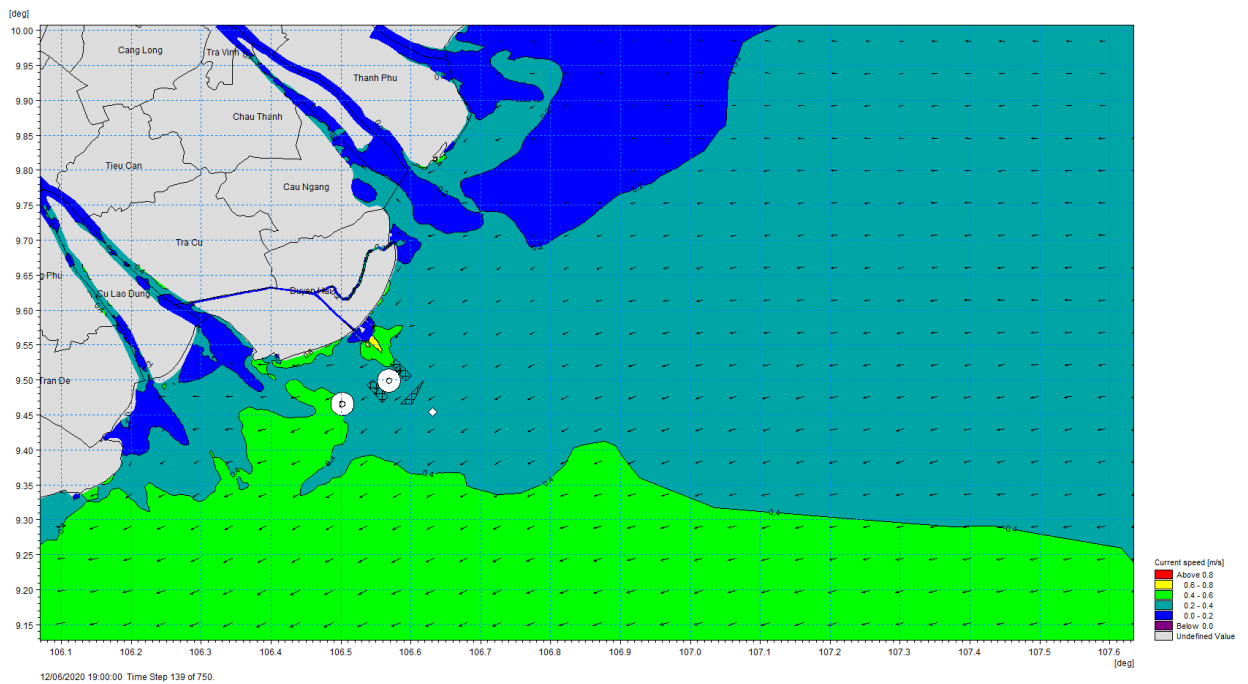 [deg]
10.00
9.95
9.90
9.85
9.80
9.75
9.70
9.65
9.60
9.55
9.50
9.45
9.40
9.35
9.30
9.25
9.20
9.15
Cang Long
Tra Vinh
Thanh Phu
Chau Thanh
Tieu Can
Cau Ngang
Tra Cu
g Phu
Cu Lao Dung
Duyen Hai
Tran De
0.4
0.4
0.4
0.4
0.4
106.1 106.2 106.3 106.4 106.5 106.6 106.7 106.8 106.9 107.0 107.1 107.2 107.3 107.4 107.5 107.6
[deg]
12/06/2020 19:00:00 Time Step 139 of 750.
Current speed [m/s]
Above 0.8
0.6 - 0.8
0.4 - 0.6
0.2 - 0.4
0.0 - 0.2
Below 0.0
Undefined Value